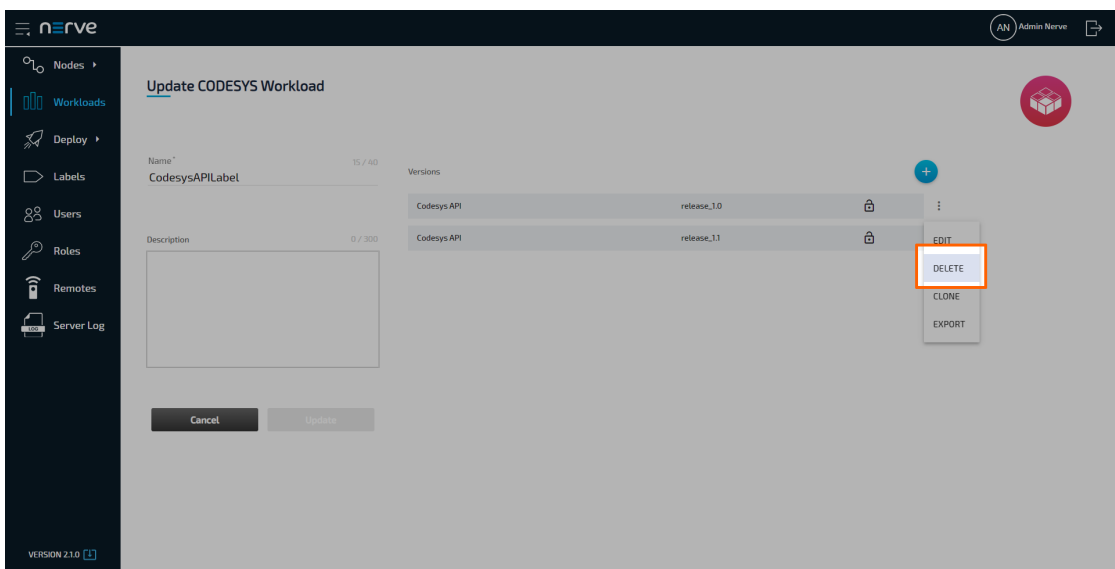 nerve
AN Admin Nerve
Nodes
Workloads
Deploy
Labels
Users
Roles
Remotes
LOG Server Log
VERSION 2.1.0
Update CODESYS Workload
Name* 15 / 40
CodesysAPILabel
Description 0 / 300
Cancel Update
Versions
Codesys API release_1.0
Codesys API release_1.1
EDIT
DELETE
CLONE
EXPORT